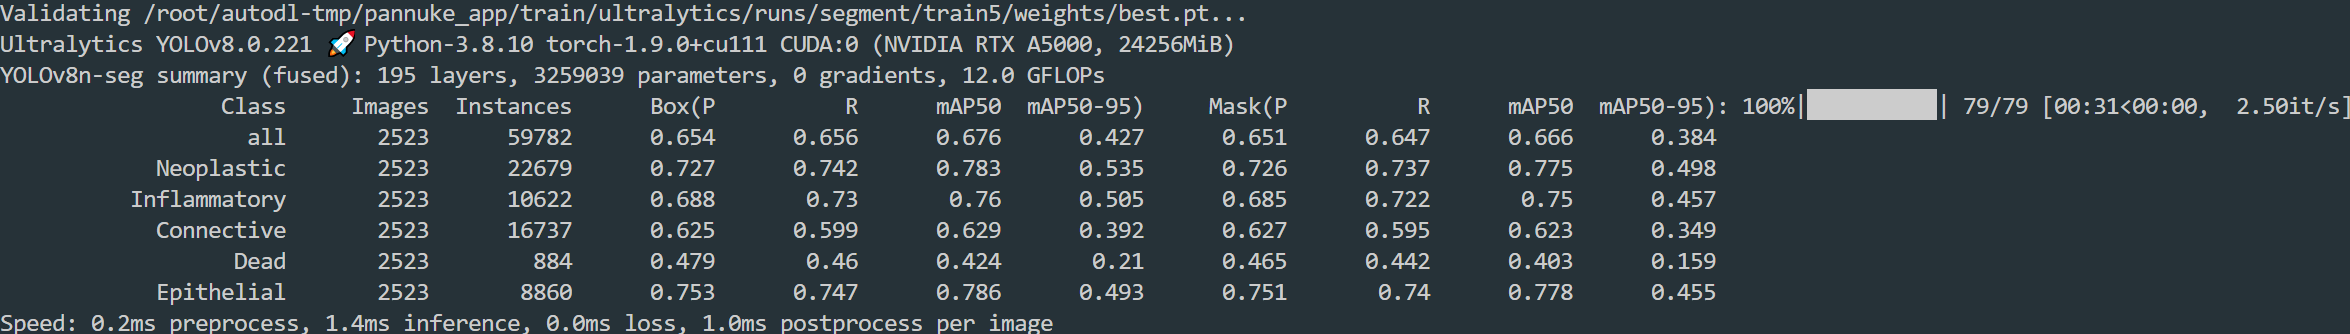 Validating /root/autodl-tmp/pannuke_app/train/ultralytics/runs/segment/train5/weights/best.pt...
Ultralytics YOLOv8.0.221 🚀 Python-3.8.10 torch-1.9.0+cu111 CUDA:0 (NVIDIA RTX A5000, 24256MiB)
YOLOv8n-seg summary (fused): 195 layers, 3259039 parameters, 0 gradients, 12.0 GFLOPs
Class Images Instances Box(P R mAP50 mAP50-95) Mask(P R mAP50 mAP50-95): 100%|██████████| 79/79 [00:31<00:00, 2.50it/s]
all 2523 59782 0.654 0.656 0.676 0.427 0.651 0.647 0.666 0.384
Neoplastic 2523 22679 0.727 0.742 0.783 0.535 0.726 0.737 0.775 0.498
Inflammatory 2523 10622 0.688 0.73 0.76 0.505 0.685 0.722 0.75 0.457
Connective 2523 16737 0.625 0.599 0.629 0.392 0.627 0.595 0.623 0.349
Dead 2523 884 0.479 0.46 0.424 0.21 0.465 0.442 0.403 0.159
Epithelial 2523 8860 0.753 0.747 0.786 0.493 0.751 0.74 0.778 0.455
Speed: 0.2ms preprocess, 1.4ms inference, 0.0ms loss, 1.0ms postprocess per image